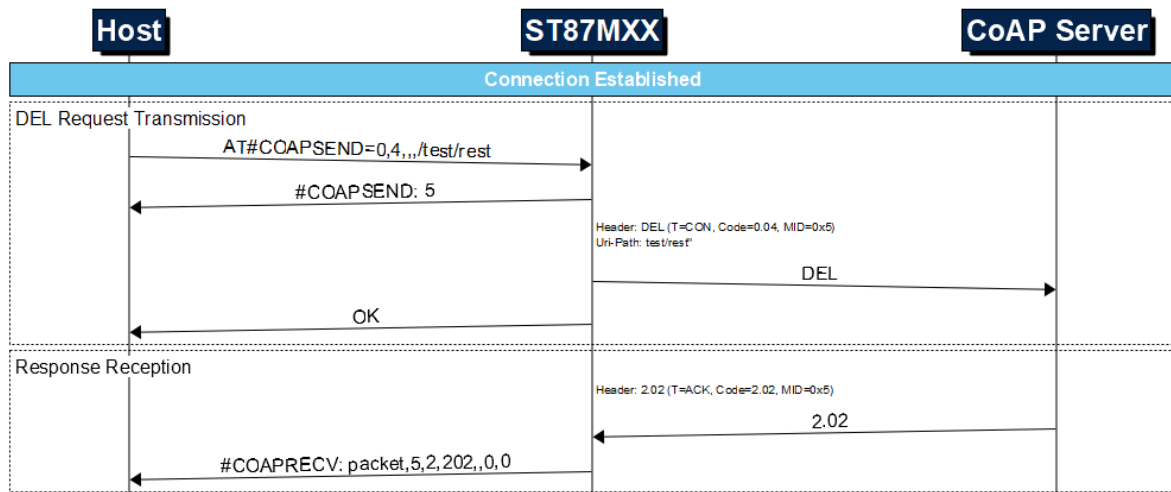 Host
ST87MXX
CoAP Server
Connection Established
DEL Request Transmission
AT#COAPSEND=0,4,,,/test/rest
#COAPSEND: 5
Header: DEL (T=CON, Code=0.04, MID=0x5)
Uri-Path: test/rest"
DEL
OK
Response Reception
Header: 2.02 (T=ACK, Code=2.02, MID=0x5)
2.02
#COAPRECV: packet,5,2,202,,0,0